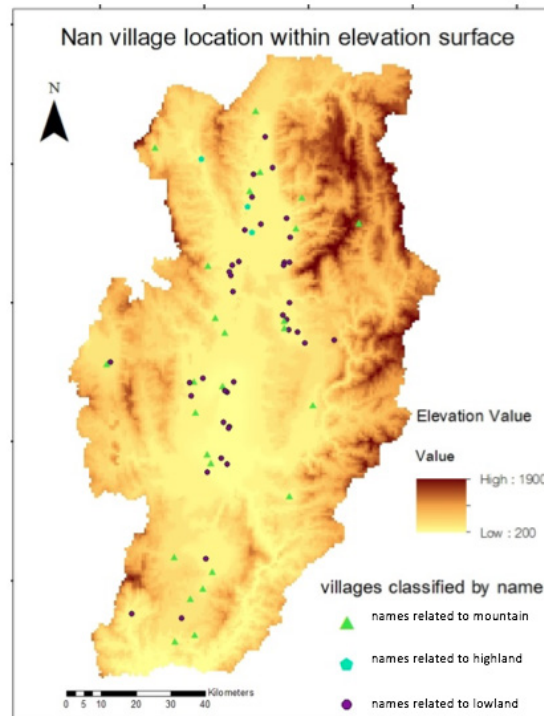 Nan village location within elevation surface
N
Elevation Value
Value
High : 1900
Low : 200
villages classified by name
names related to mountain
names related to highland
names related to lowland
Kilometers
0 5 10 20 30 40